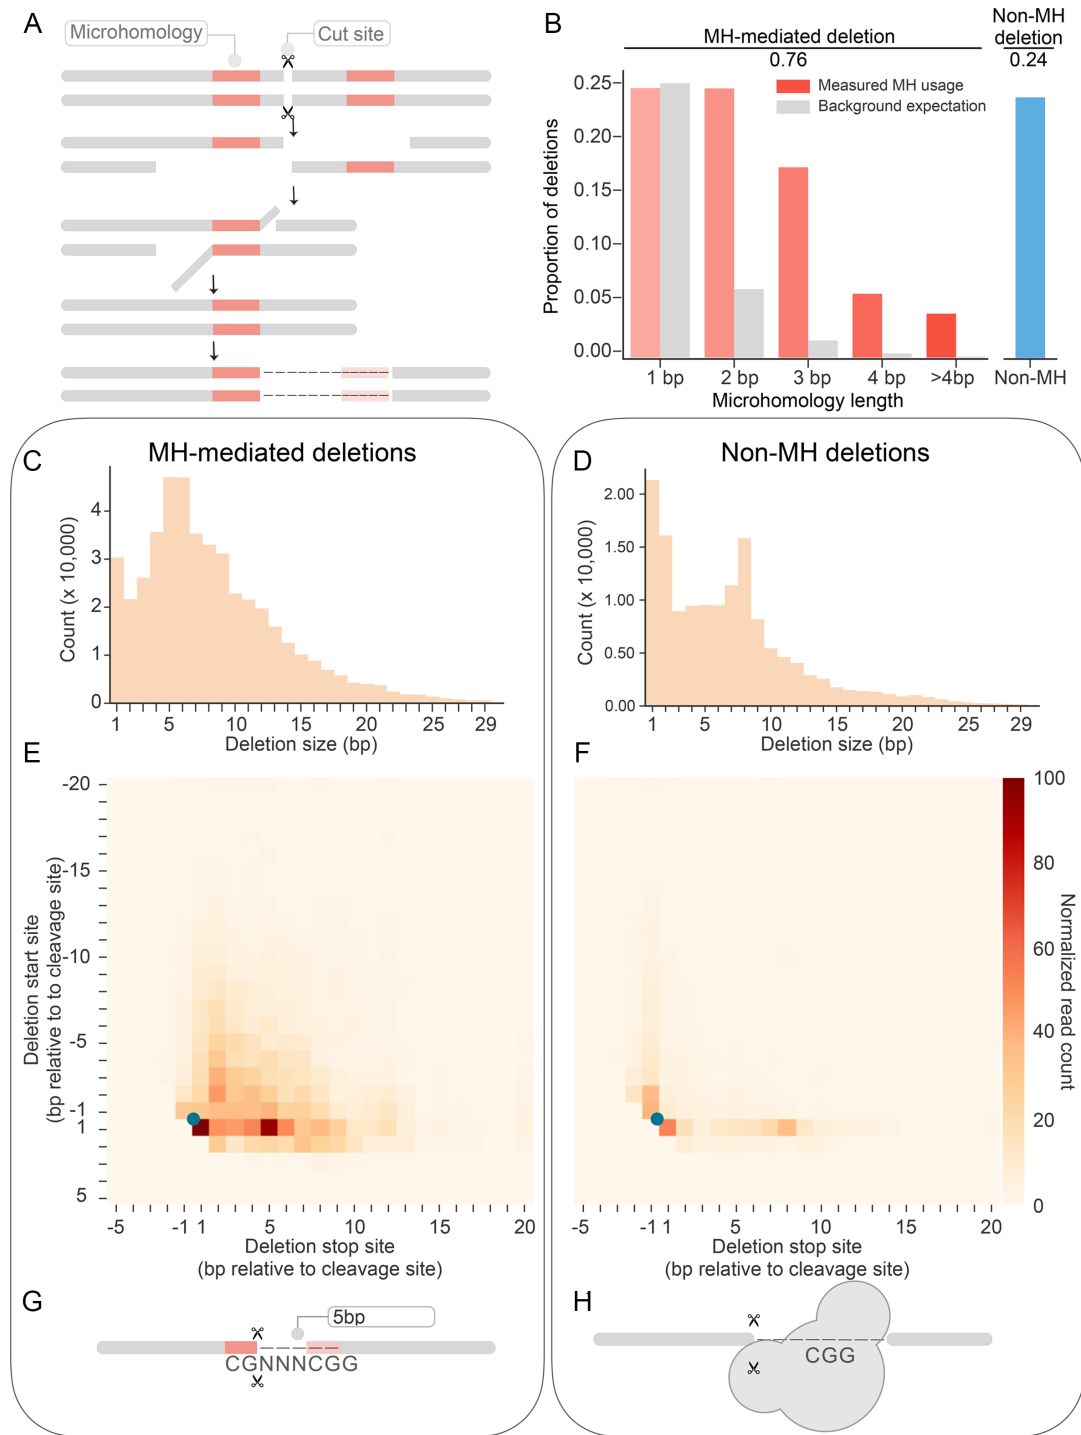 A
Microhomology
Cut site
B
MH-mediated deletion
0.76
Non-MH
deletion
0.24
Measured MH usage
Background expectation
Proportion of deletions
0.25
0.20
0.15
0.10
0.05
0.00
1 bp
2 bp
3 bp
4 bp
>4bp
Non-MH
Microhomology length
C
MH-mediated deletions
Count (x 10,000)
4
3
2
1
0
1 5 10 15 20 25 29
Deletion size (bp)
D
Non-MH deletions
Count (x 10,000)
2.00
1.50
1.00
0.50
0.00
1 5 10 15 20 25 29
Deletion size (bp)
E
Deletion start site
(bp relative to to cleavage site)
-20
-15
-10
-5
-1
1
5
-5 -1 1 5 10 15 20
Deletion stop site
(bp relative to cleavage site)
F
-5 -1 1 5 10 15 20
Deletion stop site
(bp relative to cleavage site)
100
80
60
40
20
0
Normalized read count
G
5bp
CGNNNCGG
H
CGG